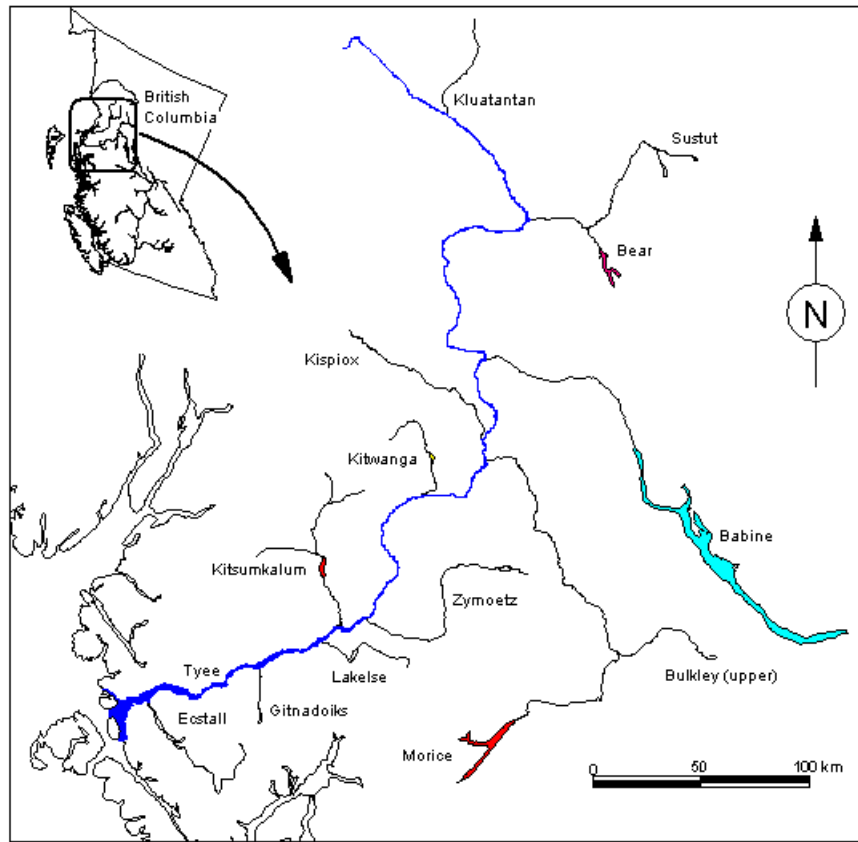 British
Columbia
Kluatantan
Sustut
Bear
N
Kispiox
Kitwanga
Babine
Kitsumkalum
Zymoetz
Tyee
Lakelse
Bulkley (upper)
Ecstall
Gitnadoiks
Morice
0 50 100 km